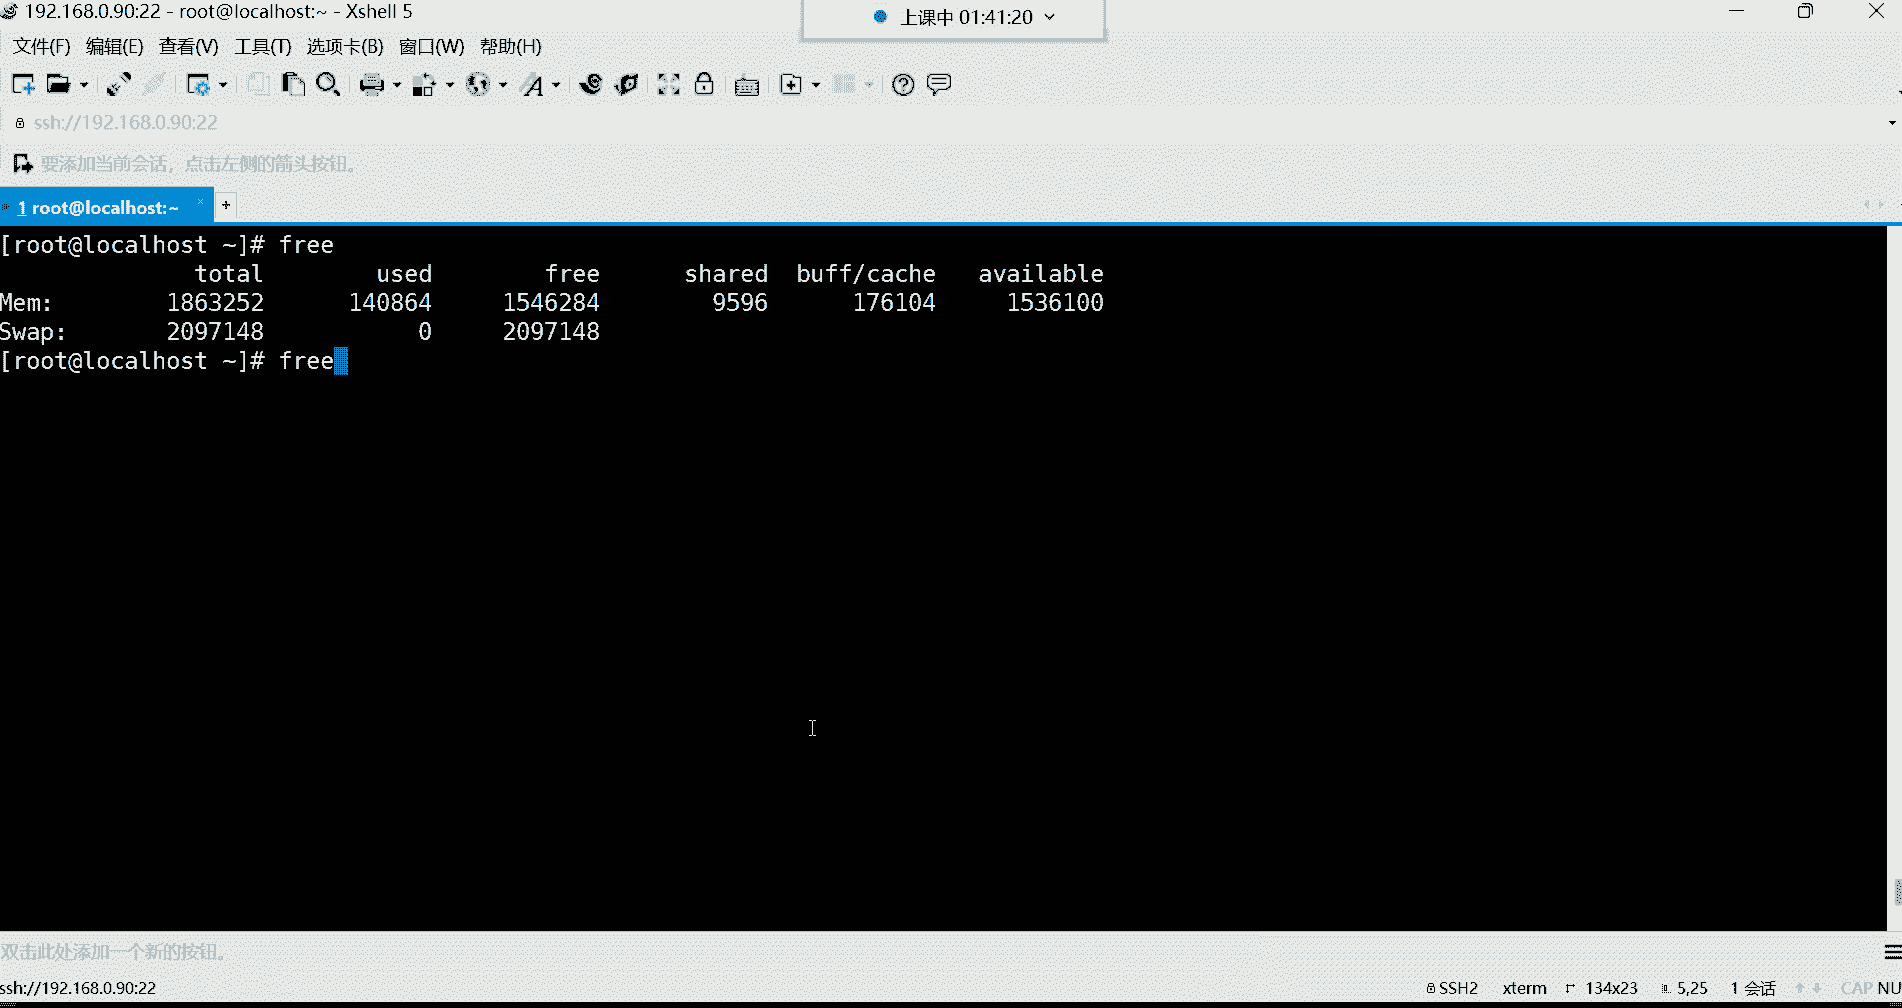 192.168.0.90:22 - root@localhost:~ - Xshell 5
上课中 01:41:20
文件(F) 编辑(E) 查看(V) 工具(T) 选项卡(B) 窗口(W) 帮助(H)
ssh://192.168.0.90:22
要添加当前会话，点击左侧的箭头按钮。
1 root@localhost:~ × +
[root@localhost ~]# free
total used free shared buff/cache available
Mem: 1863252 140864 1546284 9596 176104 1536100
Swap: 2097148 0 2097148
[root@localhost ~]# free
双击此处添加一个新的按钮。
ssh://192.168.0.90:22 SSH2 xterm 134x23 5,25 1 会话 CAP NU